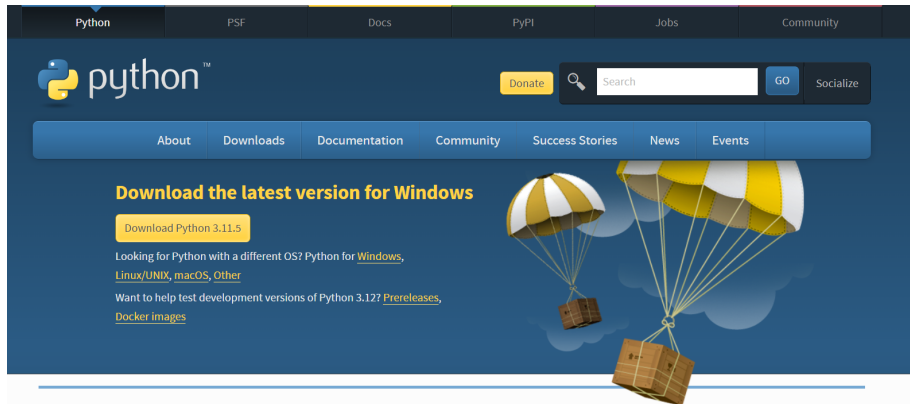 Python PSF Docs PyPI Jobs Community
python™
Donate Search GO Socialize
About Downloads Documentation Community Success Stories News Events
Download the latest version for Windows
Download Python 3.11.5
Looking for Python with a different OS? Python for Windows,
Linux/UNIX, macOS, Other
Want to help test development versions of Python 3.12? Prereleases,
Docker images